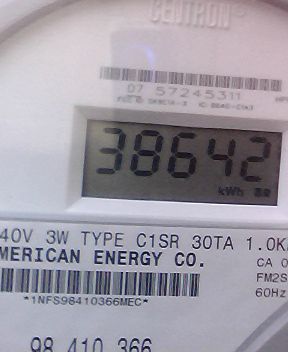 CENTRON®
07 57245311
38642
kWh
40V 3W TYPE C1SR 30TA 1.0K
MERICAN ENERGY CO.
CA 0
FM2S
60Hz
*1NFS98410366MEC*
98 410 366